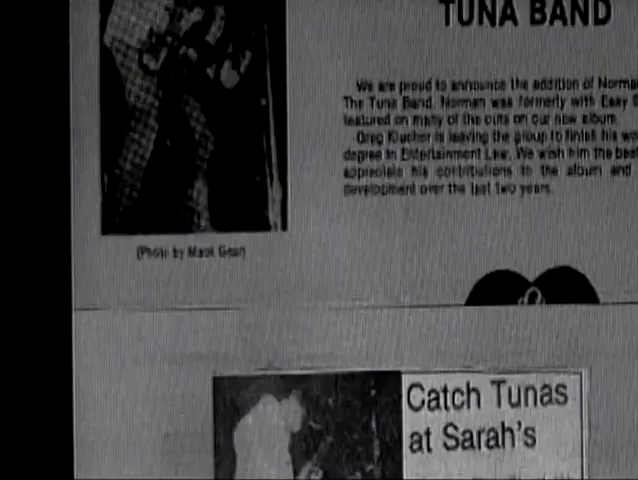 TUNA BAND
We are proud to announce the addition of Norma
The Tuna Band. Norman was formerly with Easy
featured on many of the cuts on our new album.
Greg is leaving the group to finish his wo
degree in Entertainment Law. We wish him the best
appreciate his contributions to the album and
development over the last two years.
(Photo by Mack Gear)
Catch Tunas
at Sarah's